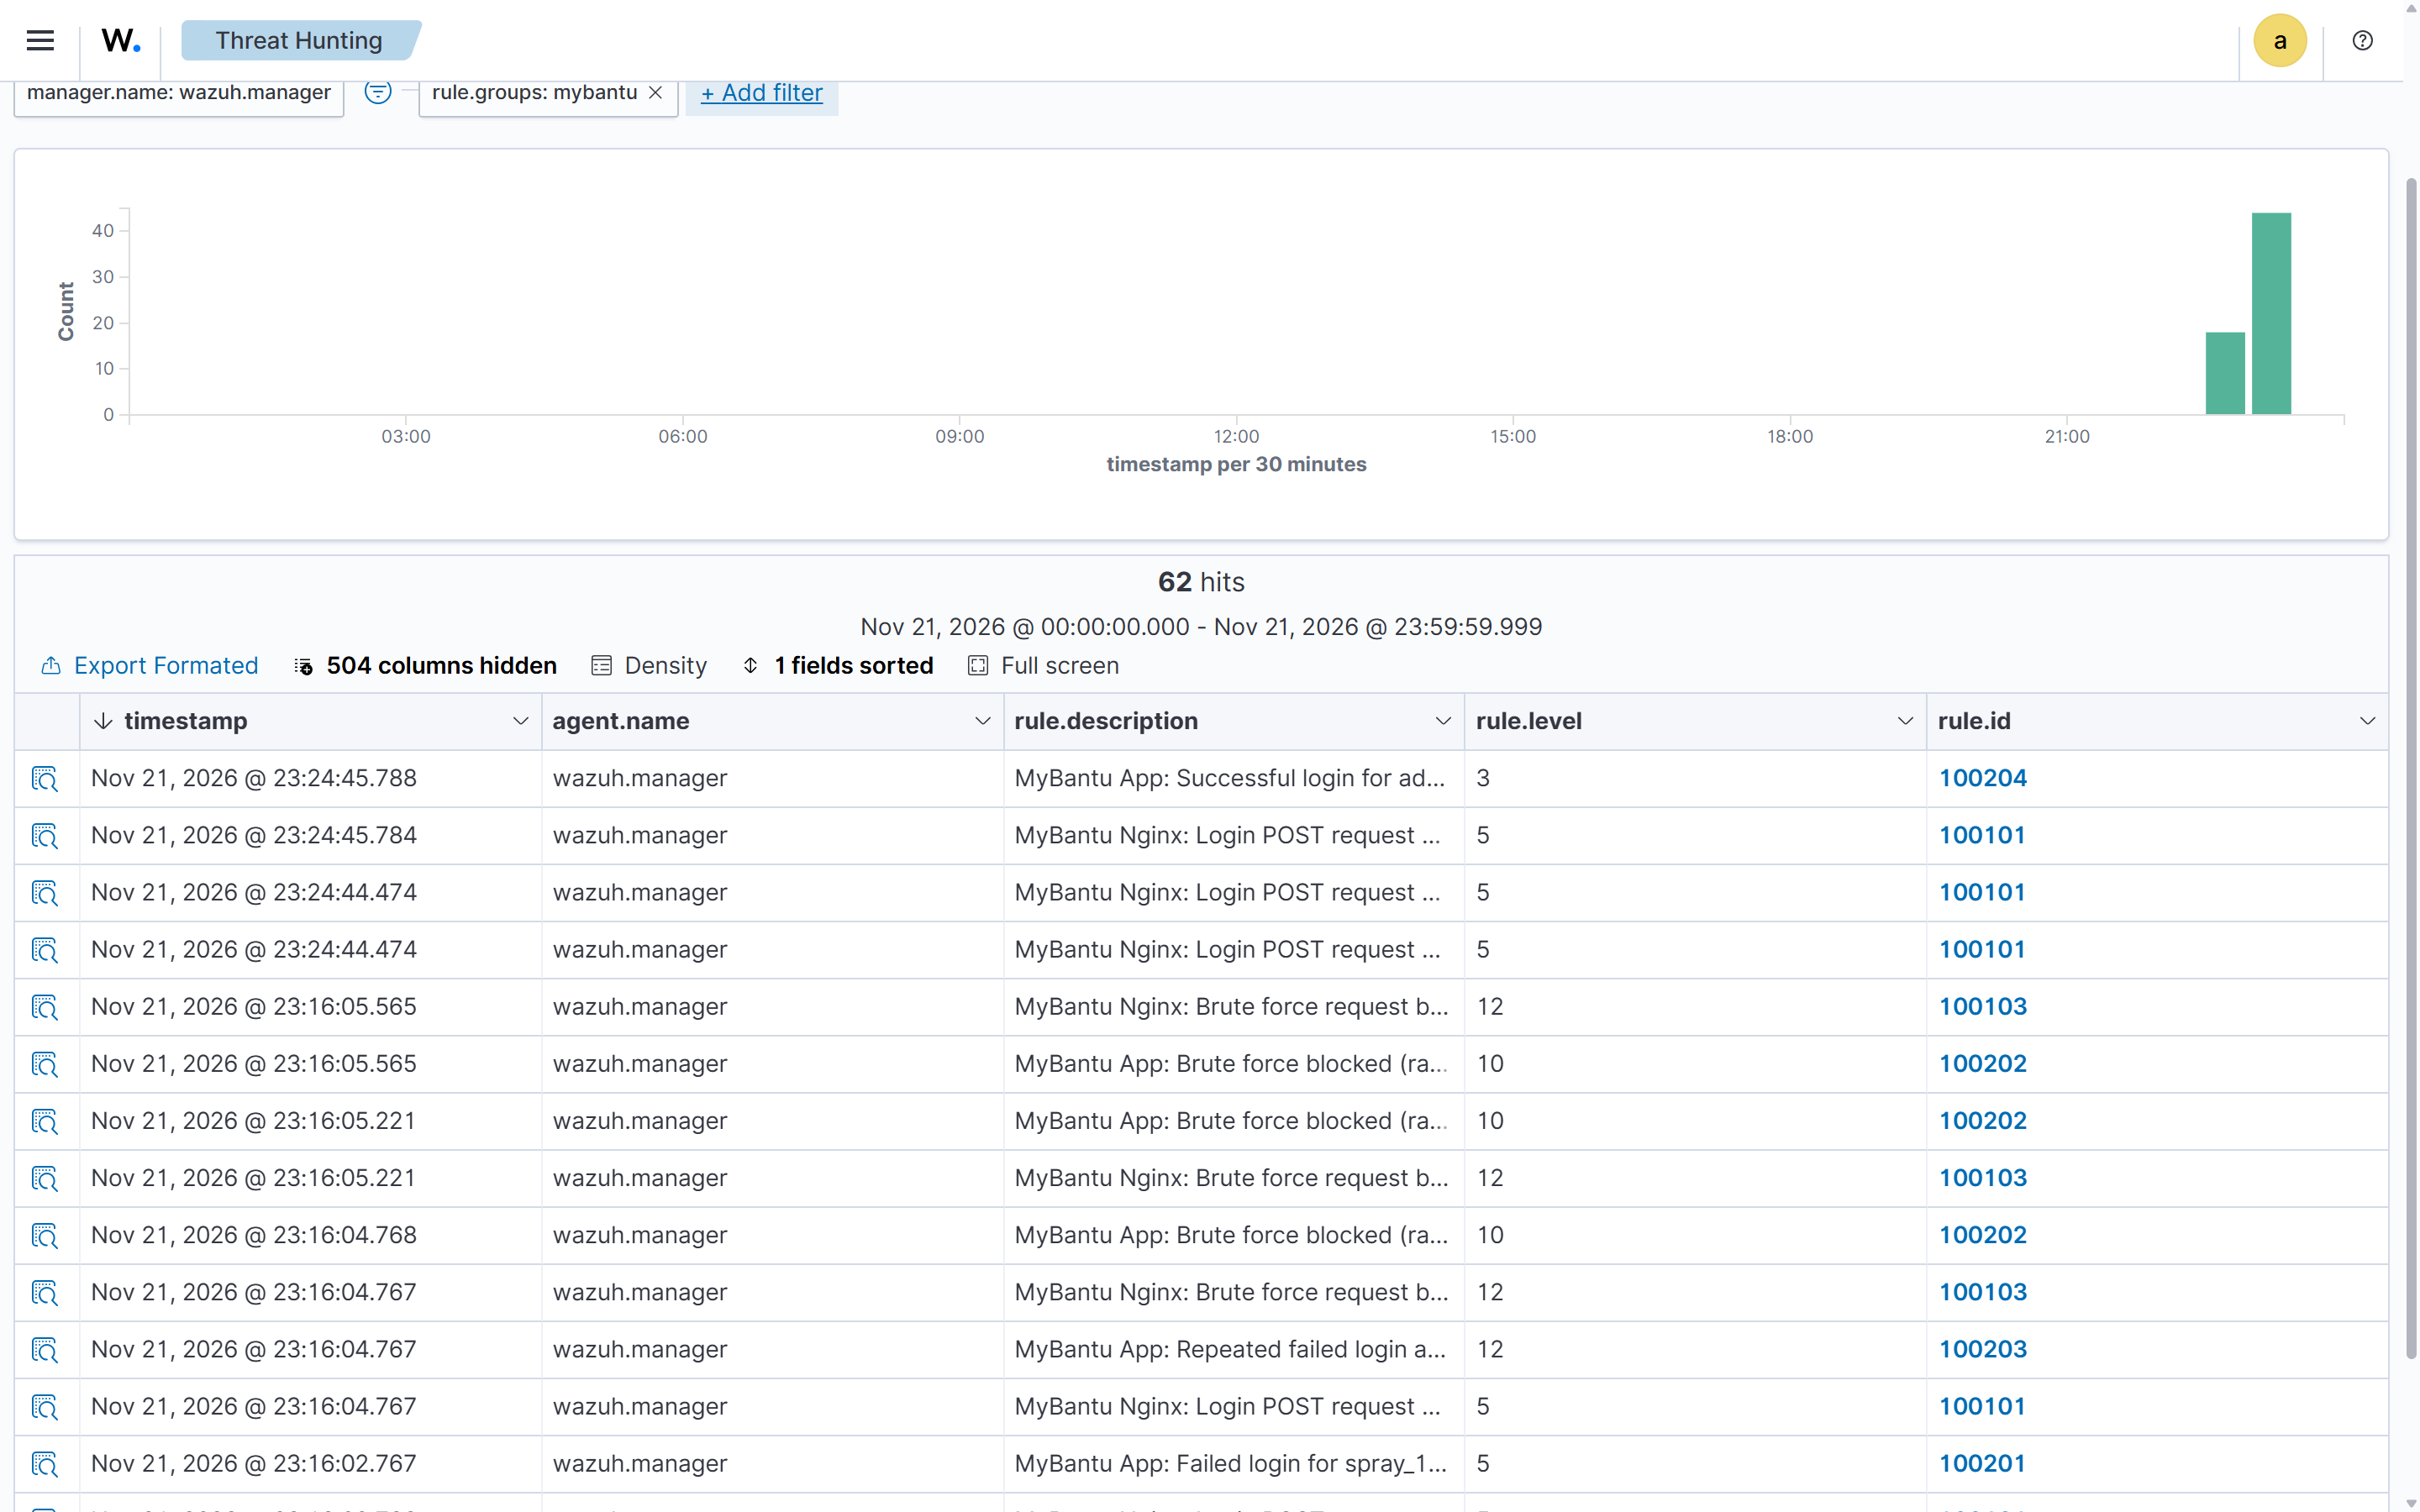 W. Threat Hunting a
manager.name: wazuh.manager rule.groups: mybantu + Add filter
40
30
20
10
0
Count
03:00 06:00 09:00 12:00 15:00 18:00 21:00
timestamp per 30 minutes
62 hits
Nov 21, 2026 @ 00:00:00.000 - Nov 21, 2026 @ 23:59:59.999
Export Formated 504 columns hidden Density 1 fields sorted Full screen
timestamp agent.name rule.description rule.level rule.id
Nov 21, 2026 @ 23:24:45.788 wazuh.manager MyBantu App: Successful login for ad... 3 100204
Nov 21, 2026 @ 23:24:45.784 wazuh.manager MyBantu Nginx: Login POST request ... 5 100101
Nov 21, 2026 @ 23:24:44.474 wazuh.manager MyBantu Nginx: Login POST request ... 5 100101
Nov 21, 2026 @ 23:24:44.474 wazuh.manager MyBantu Nginx: Login POST request ... 5 100101
Nov 21, 2026 @ 23:16:05.565 wazuh.manager MyBantu Nginx: Brute force request b... 12 100103
Nov 21, 2026 @ 23:16:05.565 wazuh.manager MyBantu App: Brute force blocked (ra... 10 100202
Nov 21, 2026 @ 23:16:05.221 wazuh.manager MyBantu App: Brute force blocked (ra... 10 100202
Nov 21, 2026 @ 23:16:05.221 wazuh.manager MyBantu Nginx: Brute force request b... 12 100103
Nov 21, 2026 @ 23:16:04.768 wazuh.manager MyBantu App: Brute force blocked (ra... 10 100202
Nov 21, 2026 @ 23:16:04.767 wazuh.manager MyBantu Nginx: Brute force request b... 12 100103
Nov 21, 2026 @ 23:16:04.767 wazuh.manager MyBantu App: Repeated failed login a... 12 100203
Nov 21, 2026 @ 23:16:04.767 wazuh.manager MyBantu Nginx: Login POST request ... 5 100101
Nov 21, 2026 @ 23:16:02.767 wazuh.manager MyBantu App: Failed login for spray_1... 5 100201